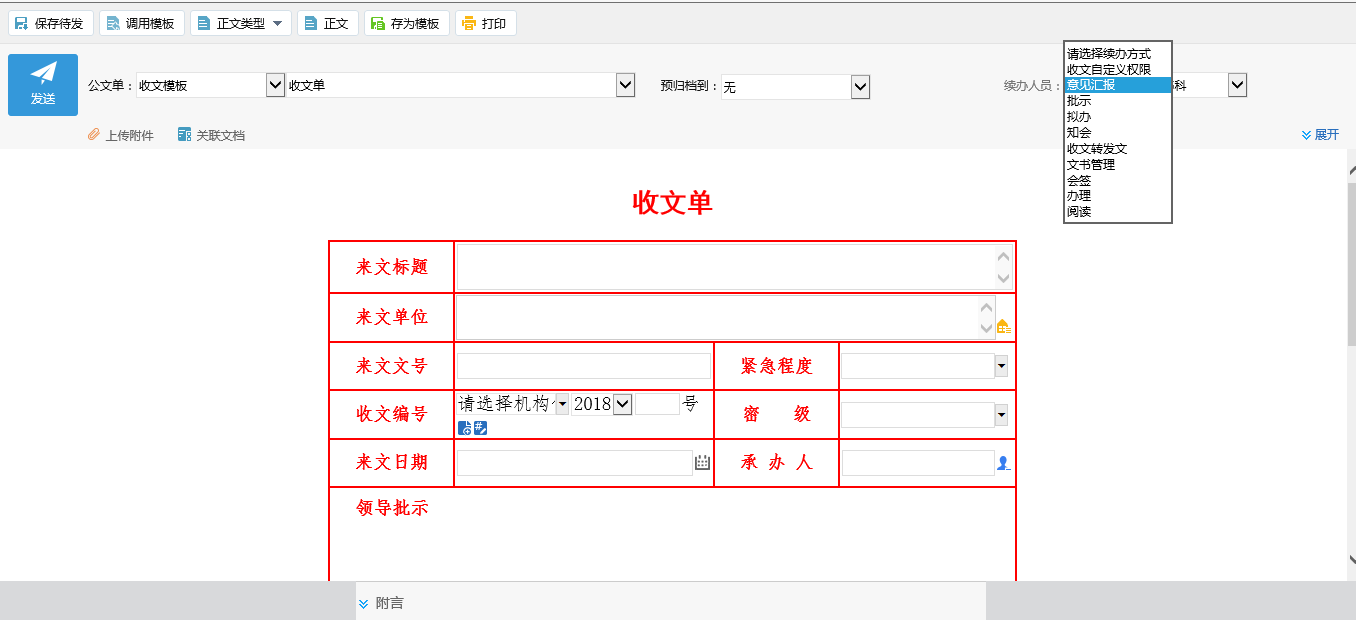 保存待发 调用模板 正文类型 正文 存为模板 打印
发送
公文单： 收文模板 收文单 预归档到： 无 续办人员： 科
请选择续办方式
收文自定义权限
意见汇报
批示
拟办
知会
收文转发文
文书管理
会签
办理
阅读
上传附件 关联文档 展开
收文单
来文标题
来文单位
来文文号 紧急程度
收文编号 请选择机构 2018 号 密 级
来文日期 承 办 人
领导批示
附言